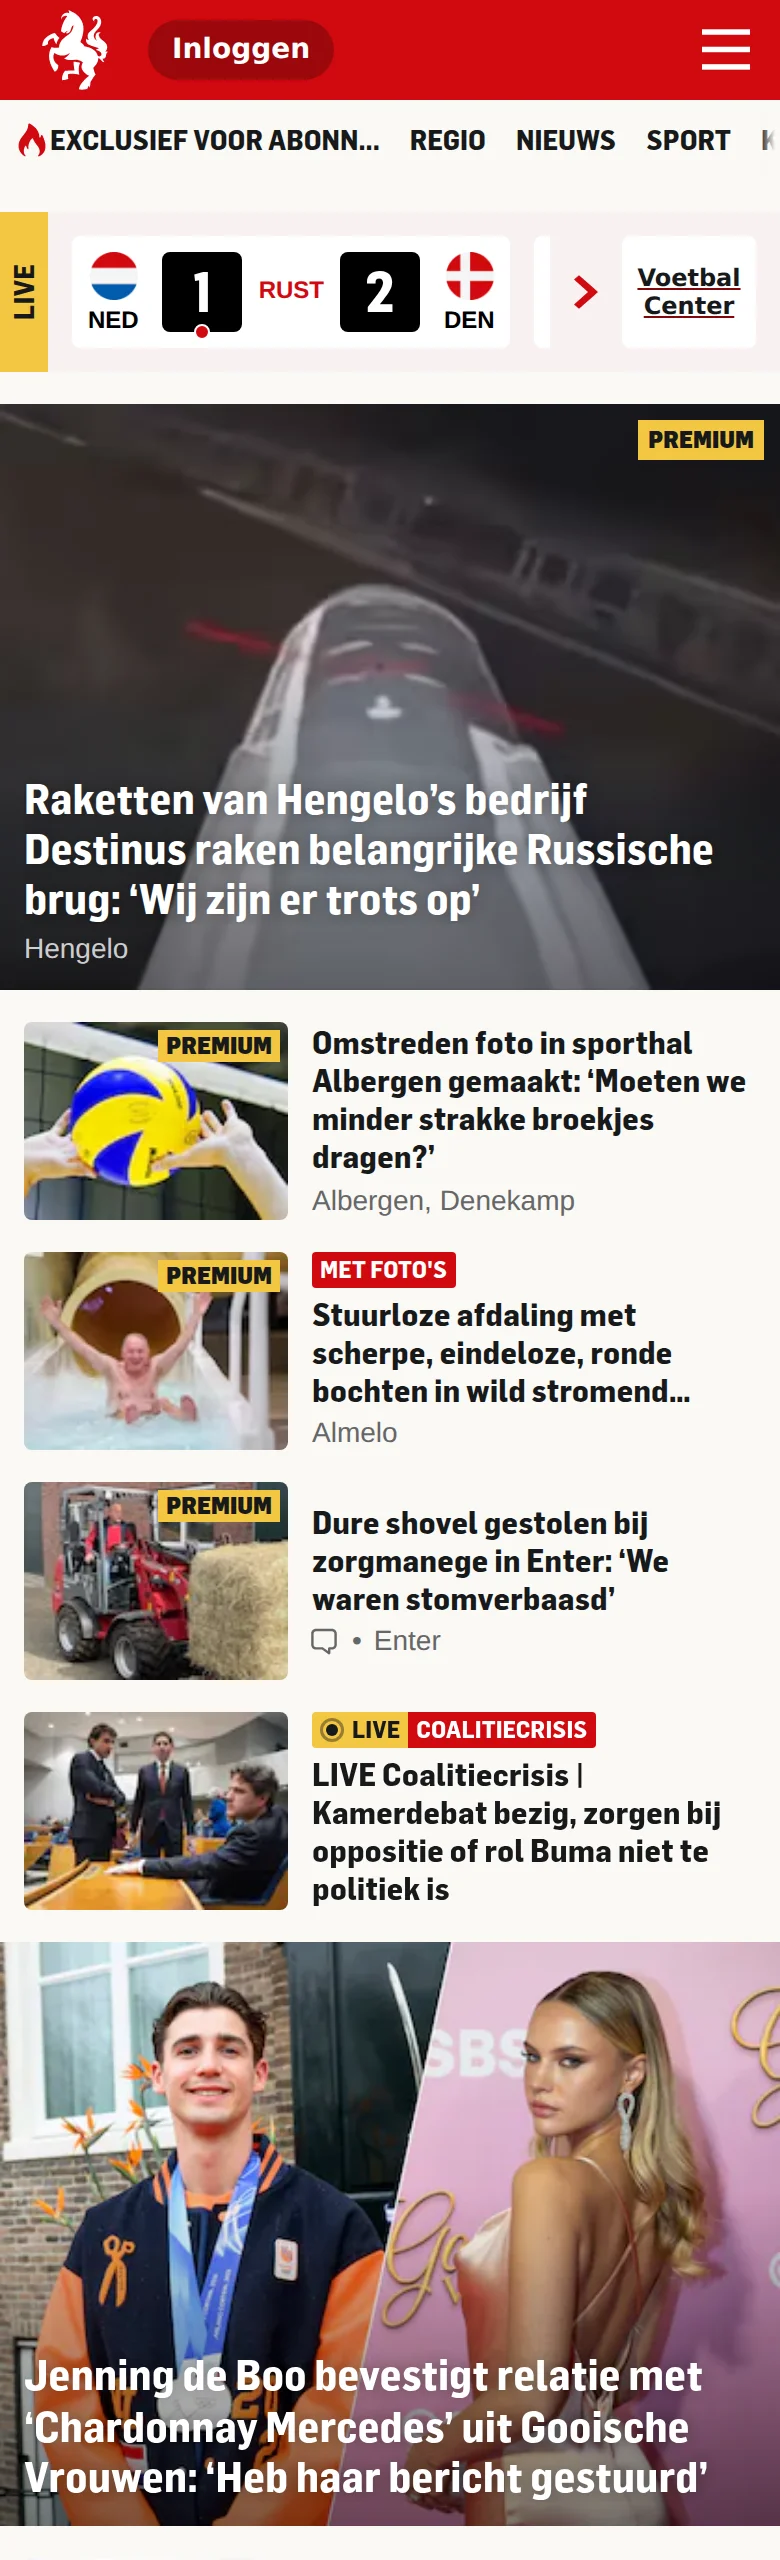 Inloggen
EXCLUSIEF VOOR ABONN... REGIO NIEUWS SPORT
LIVE
NED 1 RUST 2 DEN
Voetbal
Center
PREMIUM
Raketten van Hengelo’s bedrijf
Destinus raken belangrijke Russische
brug: ‘Wij zijn er trots op’
Hengelo
PREMIUM
Omstreden foto in sporthal
Albergen gemaakt: ‘Moeten we
minder strakke broekjes
dragen?’
Albergen, Denekamp
PREMIUM
MET FOTO'S
Stuurloze afdaling met
scherpe, eindeloze, ronde
bochten in wild stromend...
Almelo
PREMIUM
Dure shovel gestolen bij
zorgmanege in Enter: ‘We
waren stomverbaasd’
• Enter
LIVE COALITIECRISIS
LIVE Coalitiecrisis |
Kamerdebat bezig, zorgen bij
oppositie of rol Buma niet te
politiek is
SBS
Jenning de Boo bevestigt relatie met
‘Chardonnay Mercedes’ uit Gooische
Vrouwen: ‘Heb haar bericht gestuurd’